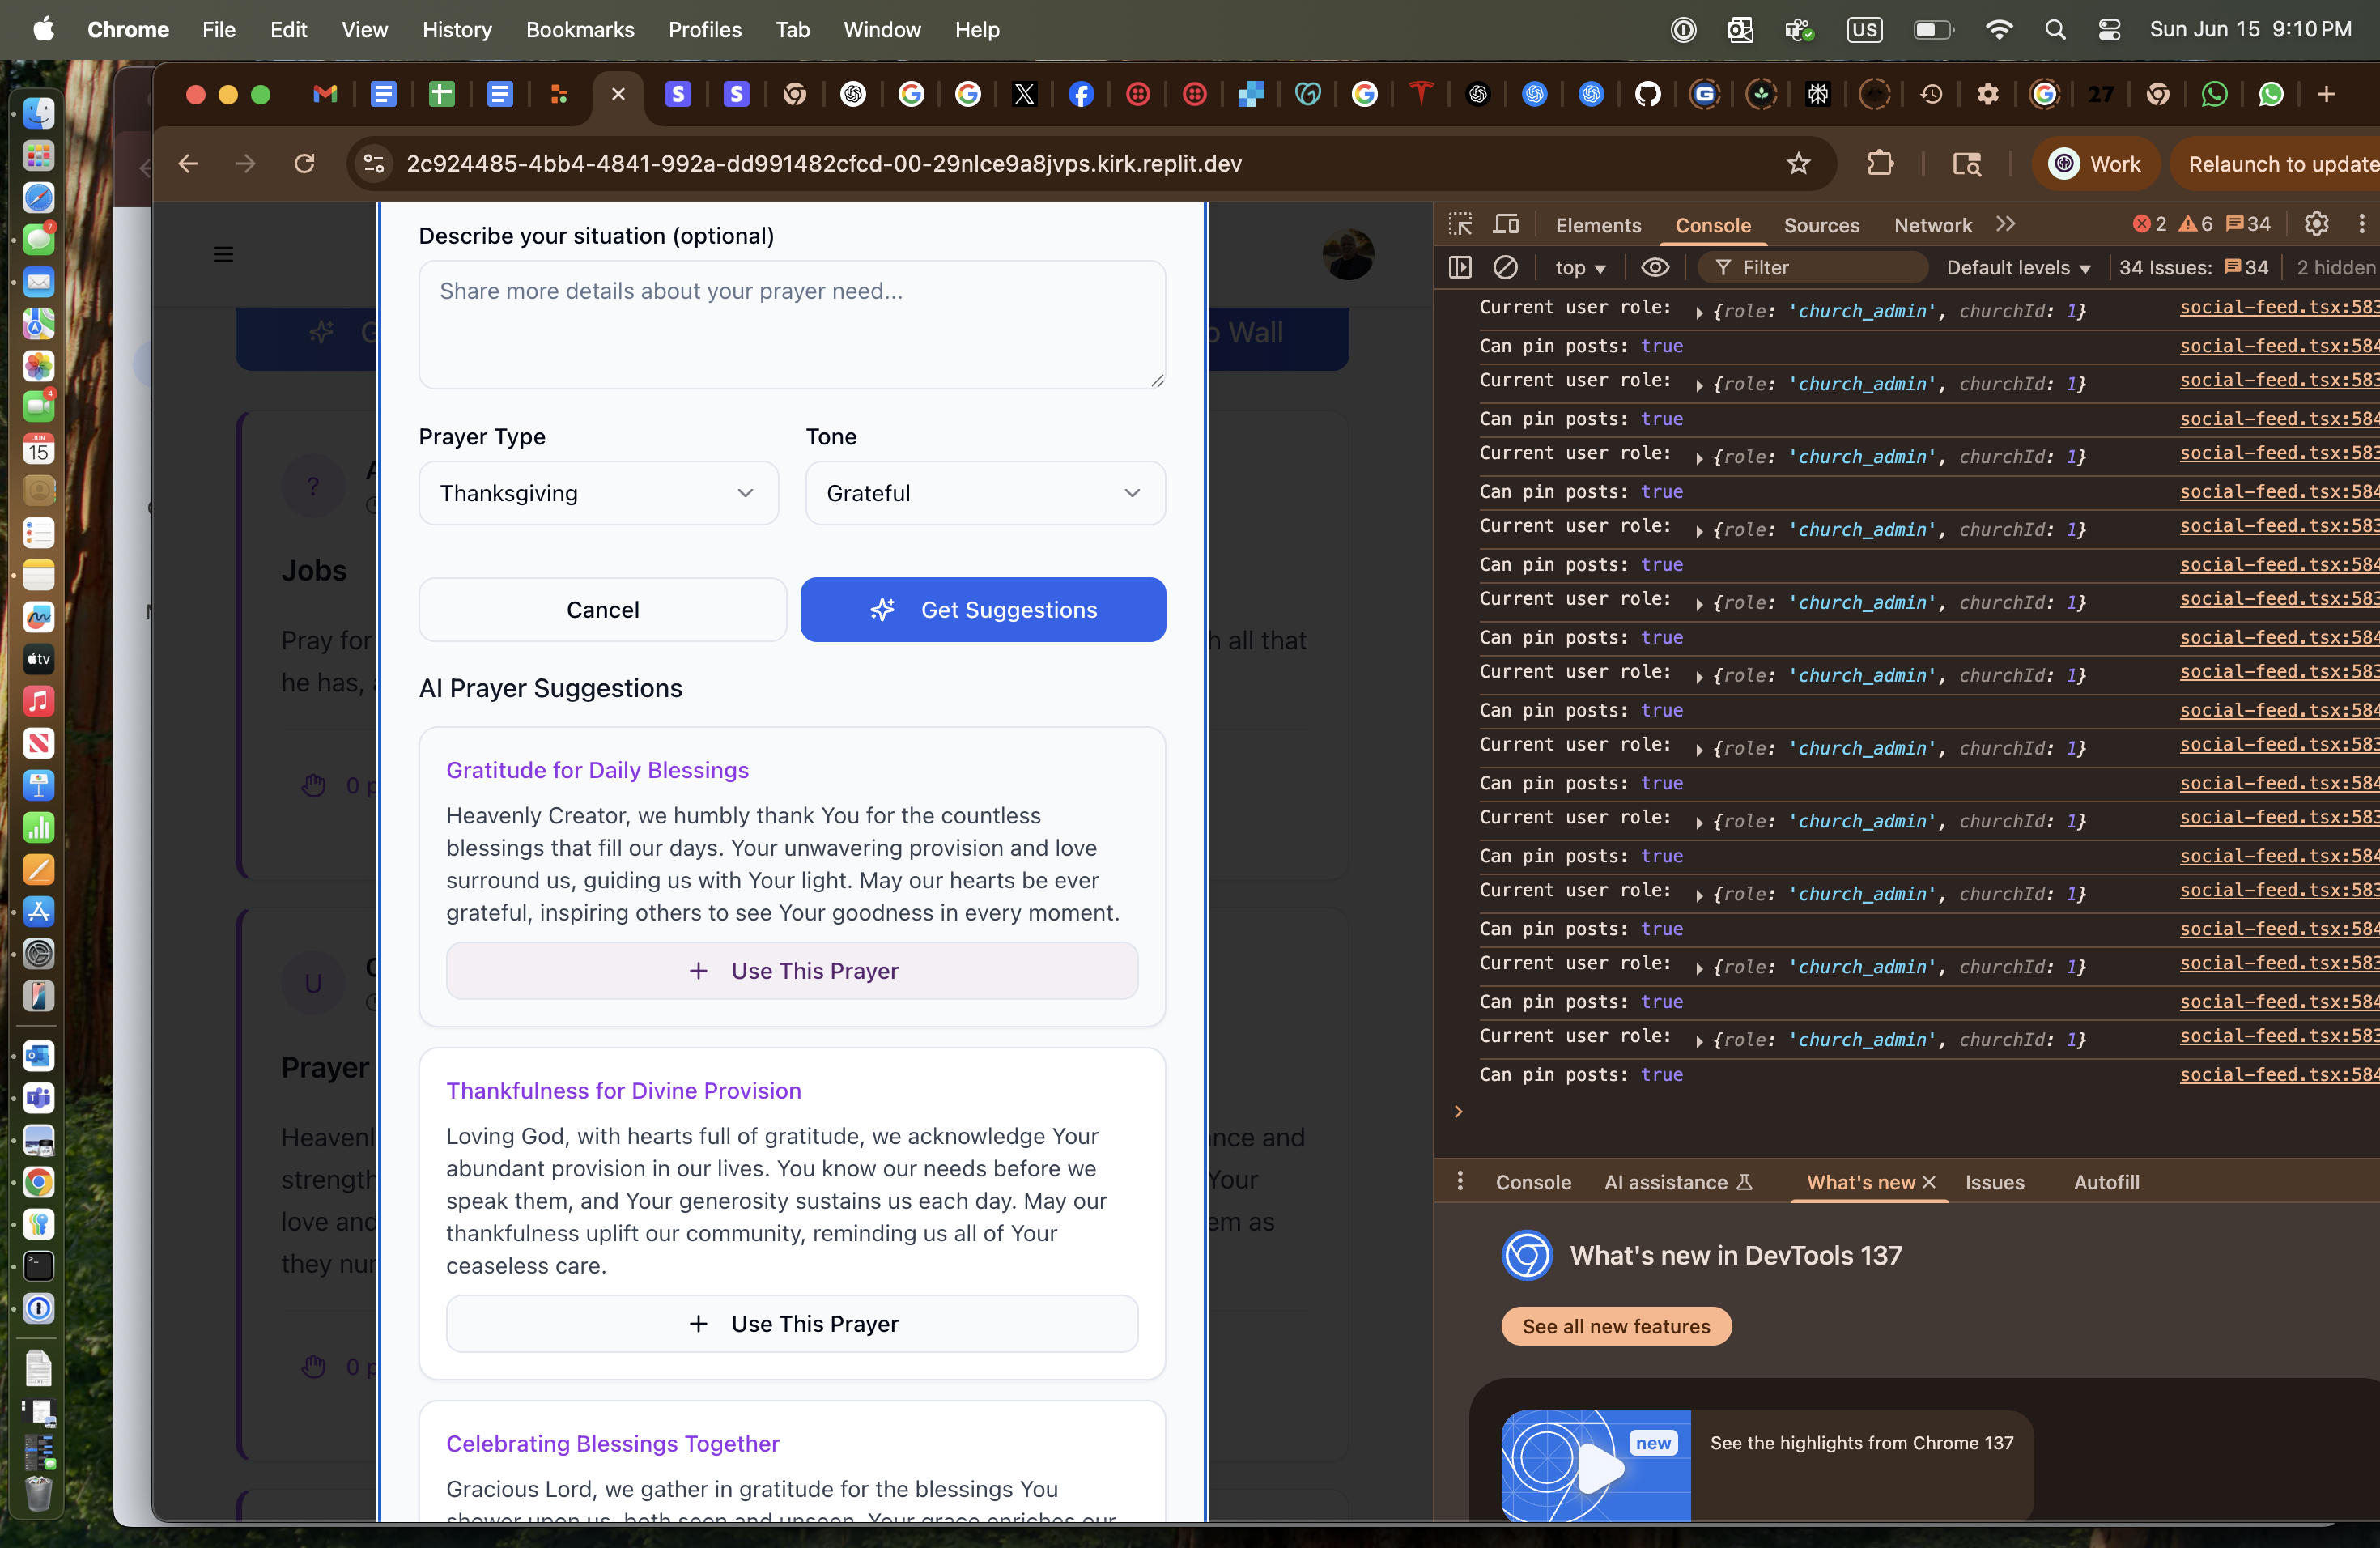 Chrome File Edit View History Bookmarks Profiles Tab Window Help
US
Sun Jun 15 9:10 PM
27
2c924485-4bb4-4841-992a-dd991482cfcd-00-29nlce9a8jvps.kirk.replit.dev
Work
Relaunch to update
Describe your situation (optional)
Share more details about your prayer need...
Prayer Type
Tone
Thanksgiving
Grateful
Cancel
Get Suggestions
AI Prayer Suggestions
Gratitude for Daily Blessings
Heavenly Creator, we humbly thank You for the countless
blessings that fill our days. Your unwavering provision and love
surround us, guiding us with Your light. May our hearts be ever
grateful, inspiring others to see Your goodness in every moment.
Use This Prayer
Thankfulness for Divine Provision
Loving God, with hearts full of gratitude, we acknowledge Your
abundant provision in our lives. You know our needs before we
speak them, and Your generosity sustains us each day. May our
thankfulness uplift our community, reminding us all of Your
ceaseless care.
Use This Prayer
Celebrating Blessings Together
Gracious Lord, we gather in gratitude for the blessings You
shower upon us, both seen and unseen. Your grace enriches our
Wall
?
Jobs
Pray for
all that
he has,
0
U
Prayer
and
strength
Your
love and
as
they
0
Elements Console Sources Network
2 6 34
top
Filter
Default levels
34 Issues: 34
2 hidden
Current user role: {role: 'church_admin', churchId: 1} social-feed.tsx:583
Can pin posts: true social-feed.tsx:584
Current user role: {role: 'church_admin', churchId: 1} social-feed.tsx:583
Can pin posts: true social-feed.tsx:584
Current user role: {role: 'church_admin', churchId: 1} social-feed.tsx:583
Can pin posts: true social-feed.tsx:584
Current user role: {role: 'church_admin', churchId: 1} social-feed.tsx:583
Can pin posts: true social-feed.tsx:584
Current user role: {role: 'church_admin', churchId: 1} social-feed.tsx:583
Can pin posts: true social-feed.tsx:584
Current user role: {role: 'church_admin', churchId: 1} social-feed.tsx:583
Can pin posts: true social-feed.tsx:584
Current user role: {role: 'church_admin', churchId: 1} social-feed.tsx:583
Can pin posts: true social-feed.tsx:584
Current user role: {role: 'church_admin', churchId: 1} social-feed.tsx:583
Can pin posts: true social-feed.tsx:584
Current user role: {role: 'church_admin', churchId: 1} social-feed.tsx:583
Can pin posts: true social-feed.tsx:584
Current user role: {role: 'church_admin', churchId: 1} social-feed.tsx:583
Can pin posts: true social-feed.tsx:584
Current user role: {role: 'church_admin', churchId: 1} social-feed.tsx:583
Can pin posts: true social-feed.tsx:584
Console AI assistance What's new Issues Autofill
What's new in DevTools 137
See all new features
new
See the highlights from Chrome 137
7
4
JUN
15
tv